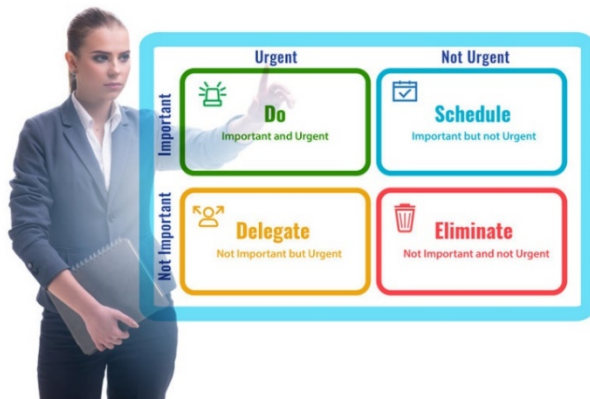 Urgent
Not Urgent
Important
Do
Important and Urgent
Schedule
Important but not Urgent
Not Important
Delegate
Not Important but Urgent
Eliminate
Not Important and not Urgent